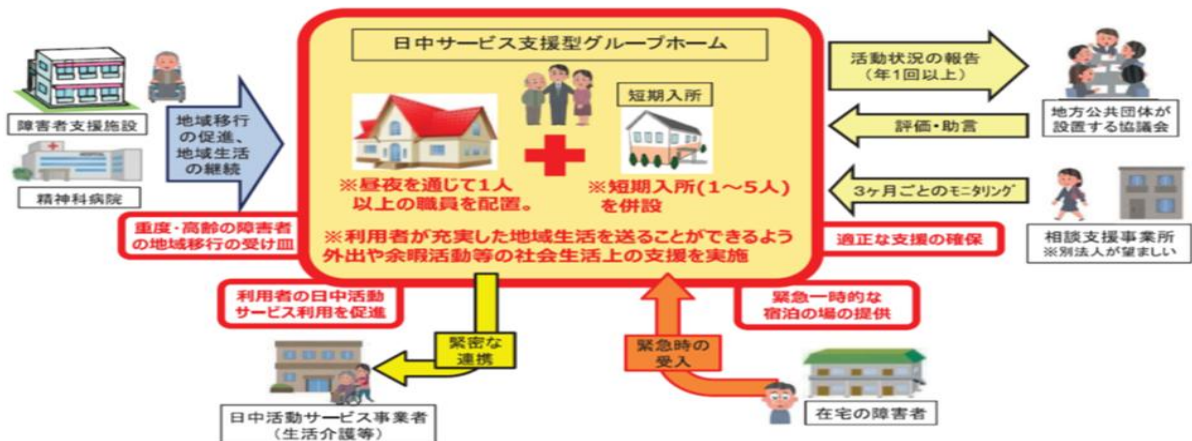 日中サービス支援型グループホーム
障害者支援施設
HOSPITAL
精神科病院
地域移行
の促進、
地域生活
の継続
短期入所
※昼夜を通じて1人
以上の職員を配置。
※短期入所(1～5人)
を併設
※利用者が充実した地域生活を送ることができるよう
外出や余暇活動等の社会生活上の支援を実施
活動状況の報告
(年1回以上)
評価・助言
地方公共団体が
設置する協議会
3ヶ月ごとのモニタリング
相談支援事業所
※別法人が望ましい
重度・高齢の障害者
の地域移行の受け皿
適正な支援の確保
利用者の日中活動
サービス利用を促進
緊急一時的な
宿泊の場の提供
緊密な
連携
緊急時の
受入
日中活動サービス事業者
(生活介護等)
在宅の障害者